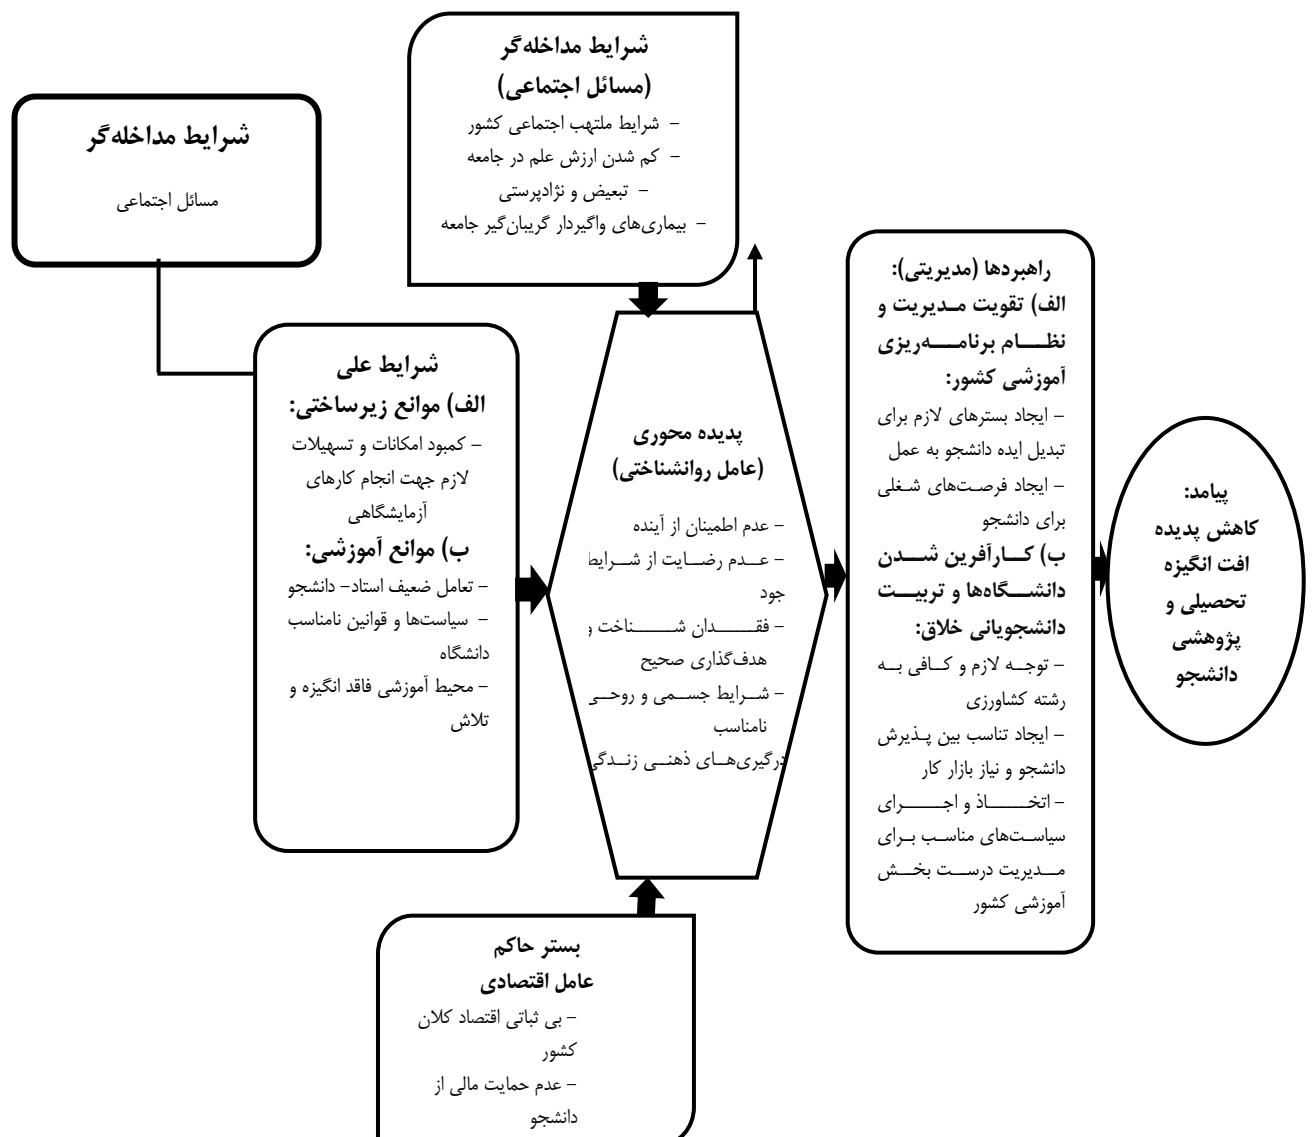 شرایط مداخله‌گر
(مسائل اجتماعی)
- شرایط ملتهب اجتماعی کشور
- کم شدن ارزش علم در جامعه
- تبعیض و نژادپرستی
- بیماری‌های واگیردار گریبان‌گیر جامعه
شرایط مداخله‌گر
مسائل اجتماعی
شرایط علی
الف) موانع زیرساختی:
- کمبود امکانات و تسهیلات
لازم جهت انجام کارهای
آزمایشگاهی
ب) موانع آموزشی:
- تعامل ضعیف استاد- دانشجو
- سیاست‌ها و قوانین نامناسب
دانشگاه
- محیط آموزشی فاقد انگیزه و
تلاش
پدیده محوری
(عامل روانشناختی)
- عدم اطمینان از آینده
- عدم رضایت از شرایط
جود
- فقدان شناخت و
هدف‌گذاری صحیح
- شرایط جسمی و روحی
نامناسب
درگیری‌های ذهنی زندگی
راهبردها (مدیریتی):
الف) تقویت مدیریت و
نظام برنامه‌ریزی
آموزشی کشور:
- ایجاد بسترهای لازم برای
تبدیل ایده دانشجو به عمل
- ایجاد فرصت‌های شغلی
برای دانشجو
ب) کارآفرین شدن
دانشگاه‌ها و تربیت
دانشجویانی خلاق:
- توجه لازم و کافی به
رشته کشاورزی
- ایجاد تناسب بین پذیرش
دانشجو و نیاز بازار کار
- اتخاذ و اجرای
سیاست‌های مناسب برای
مدیریت درست بخش
آموزشی کشور
پیامد:
کاهش پدیده
افت انگیزه
تحصیلی و
پژوهشی
دانشجو
بستر حاکم
عامل اقتصادی
- بی ثباتی اقتصاد کلان
کشور
- عدم حمایت مالی از
دانشجو